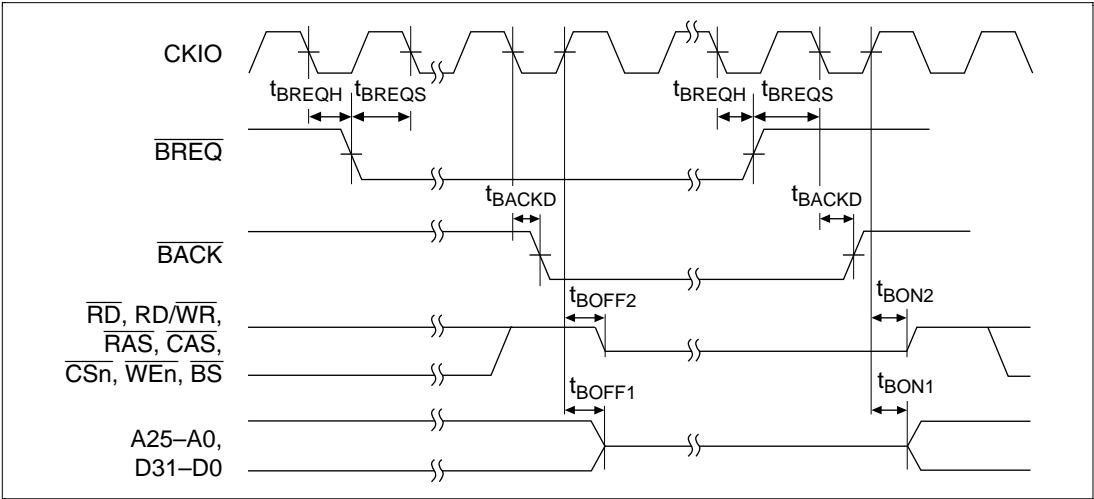 CKIO
tBREQH tBREQS tBREQH tBREQS
BREQ
tBACKD tBACKD
BACK
tBOFF2 tBON2
RD, RD/WR,
RAS, CAS,
CSn, WEn, BS
tBOFF1 tBON1
A25–A0,
D31–D0